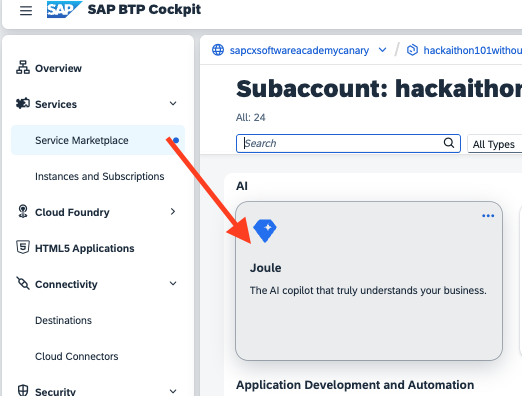 SAP SAP BTP Cockpit
Overview
Services
Service Marketplace
Instances and Subscriptions
Cloud Foundry
HTML5 Applications
Connectivity
Destinations
Cloud Connectors
Security
sapcxsoftwareacademycanary / hackaithon101withou
Subaccount: hackaithon
All: 24
Search
All Types
AI
Joule
The AI copilot that truly understands your business.
Application Development and Automation